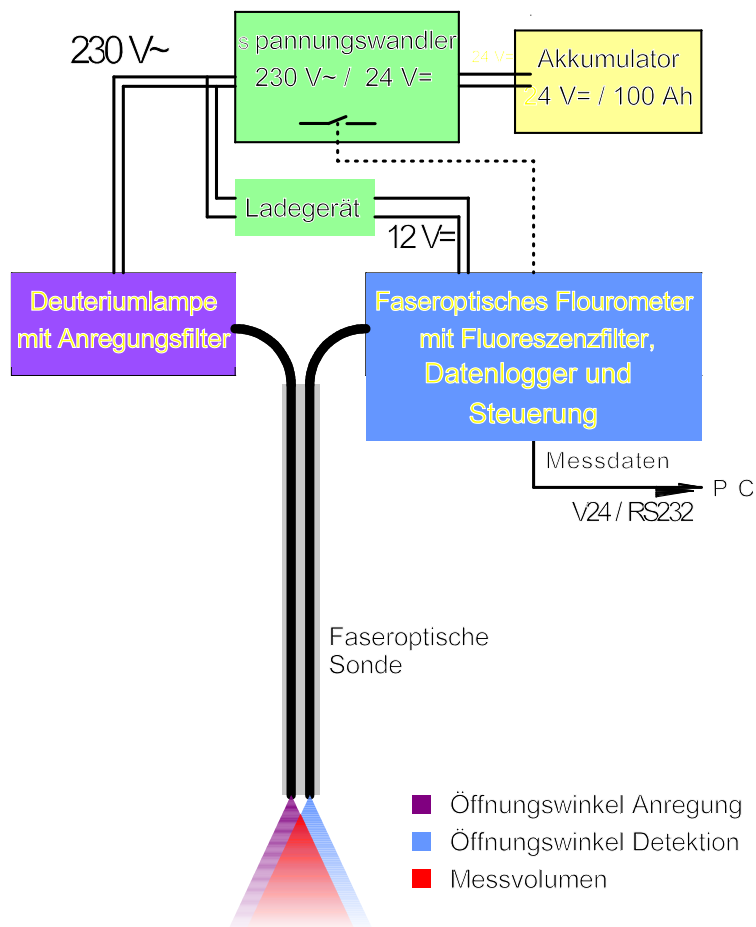 230 V~
s pannungswandler
230 V~ / 24 V=
24 V=
Akkumulator
24 V= / 100 Ah
Ladegerät
12 V=
Deuteriumlampe
mit Anregungsfilter
Faseroptisches Flourometer
mit Fluoreszenzfilter,
Datenlogger und
Steuerung
Messdaten
P C
V24 / RS232
Faseroptische
Sonde
Öffnungswinkel Anregung
Öffnungswinkel Detektion
Messvolumen